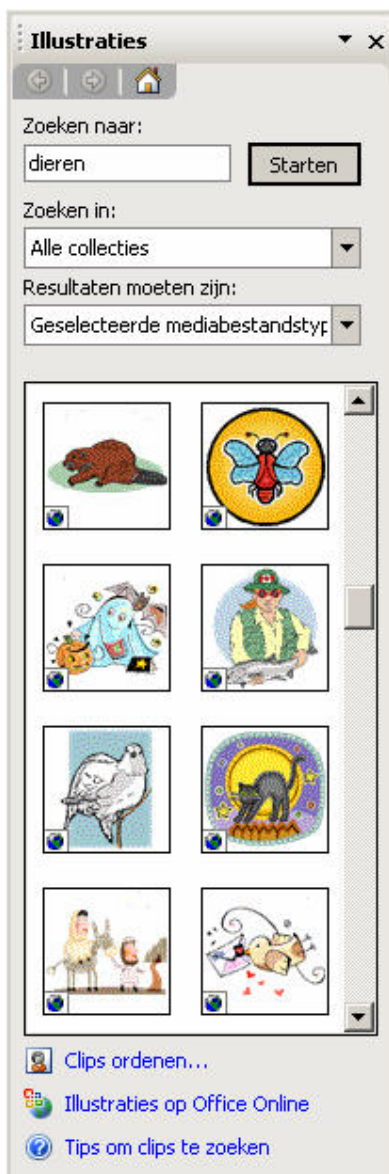 Illustraties
Zoeken naar:
dieren
Starten
Zoeken in:
Alle collecties
Resultaten moeten zijn:
Geselecteerde mediabestandstyp
Clips ordenen...
Illustraties op Office Online
Tips om clips te zoeken